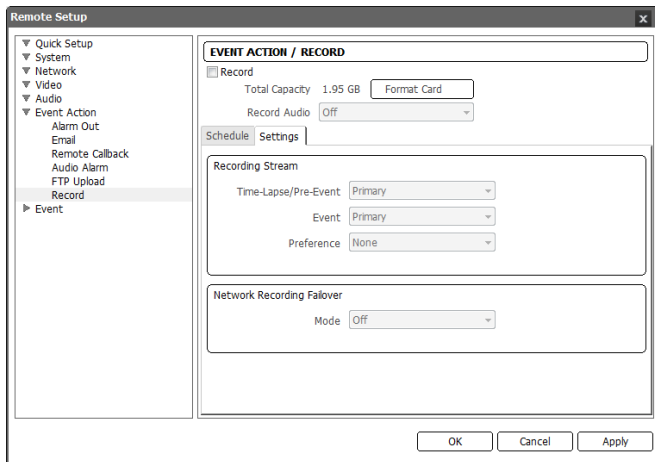 Remote Setup
x
Quick Setup
System
Network
Video
Audio
Event Action
Alarm Out
Email
Remote Callback
Audio Alarm
FTP Upload
Record
Event
EVENT ACTION / RECORD
Record
Total Capacity 1.95 GB Format Card
Record Audio Off
Schedule Settings
Recording Stream
Time-Lapse/Pre-Event Primary
Event Primary
Preference None
Network Recording Failover
Mode Off
OK Cancel Apply